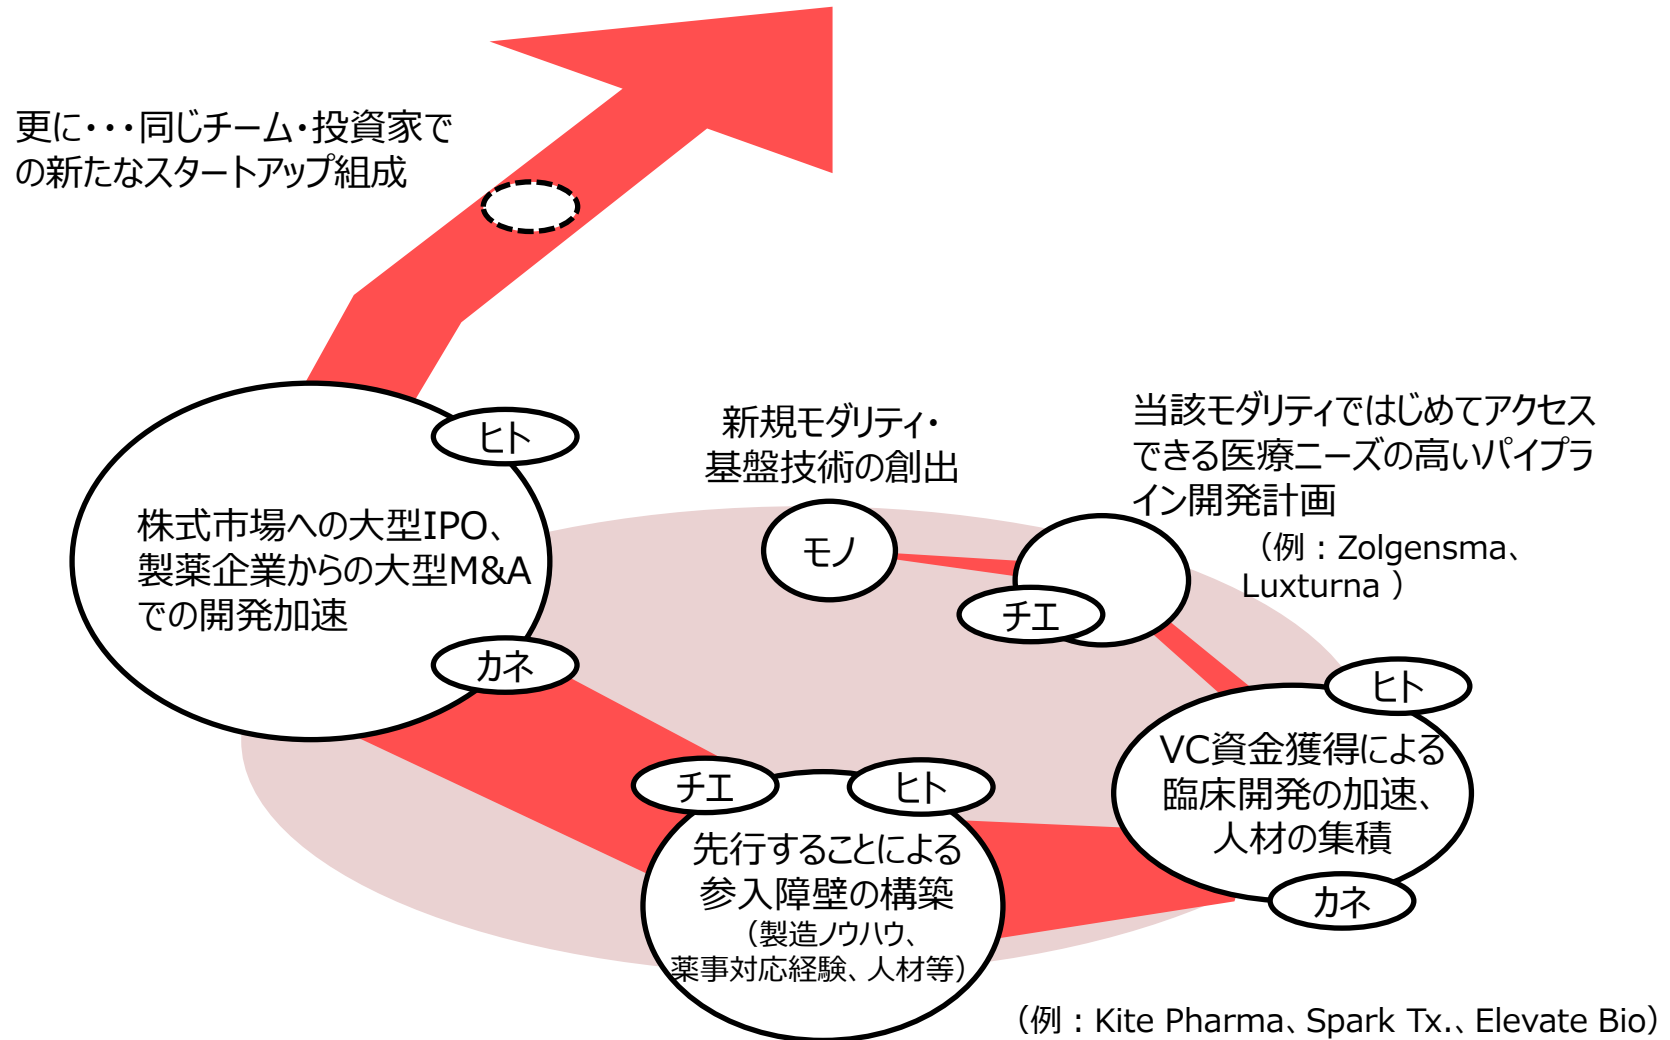 更に・・・同じチーム・投資家で
の新たなスタートアップ組成
ヒト
株式市場への大型IPO、
製薬企業からの大型M&A
での開発加速
カネ
新規モダリティ・
基盤技術の創出
モノ
当該モダリティではじめてアクセス
できる医療ニーズの高いパイプラ
イン開発計画
（例：Zolgensma、
Luxturna ）
チエ
ヒト
VC資金獲得による
臨床開発の加速、
人材の集積
カネ
チエ
ヒト
先行することによる
参入障壁の構築
（製造ノウハウ、
薬事対応経験、人材等）
（例：Kite Pharma、Spark Tx.、Elevate Bio）